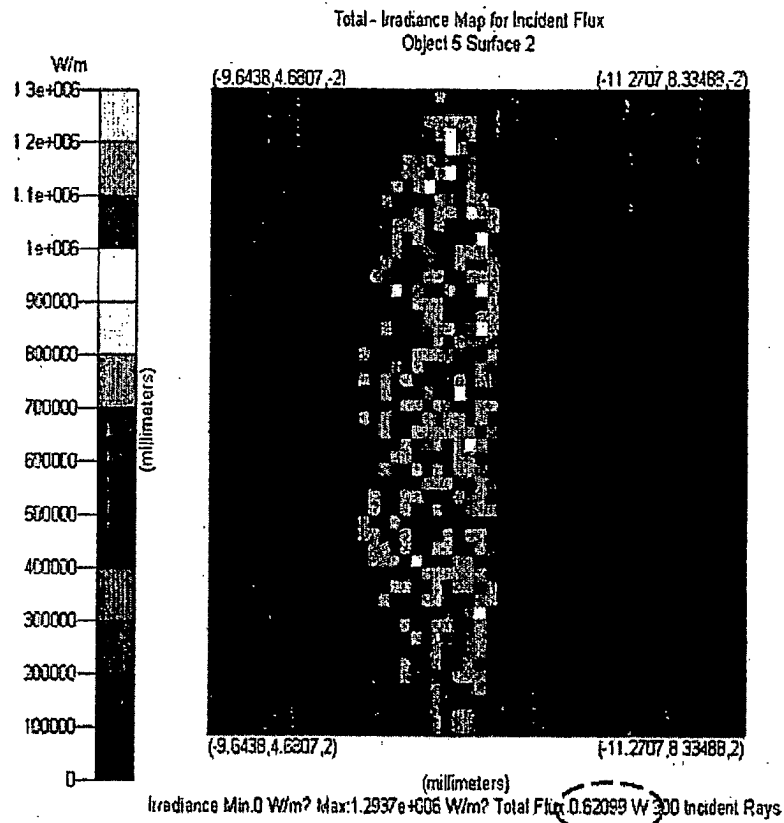 Total - Irradiance Map for Incident Flux
Object 5 Surface 2
W/m
(-9.6438,4.6807,-2)
(-11.2707,8.33488,-2)
1.3e+006
1.2e+006
1.1e+006
1e+006
900000
800000
700000
600000
500000
400000
300000
200000
100000
0
(millimeters)
(-9.6438,4.6807,2)
(-11.2707,8.33488,2)
(millimeters)
Irradiance Min:0 W/m? Max:1.2937e+006 W/m? Total Flux:0.62099 W 300 Incident Rays